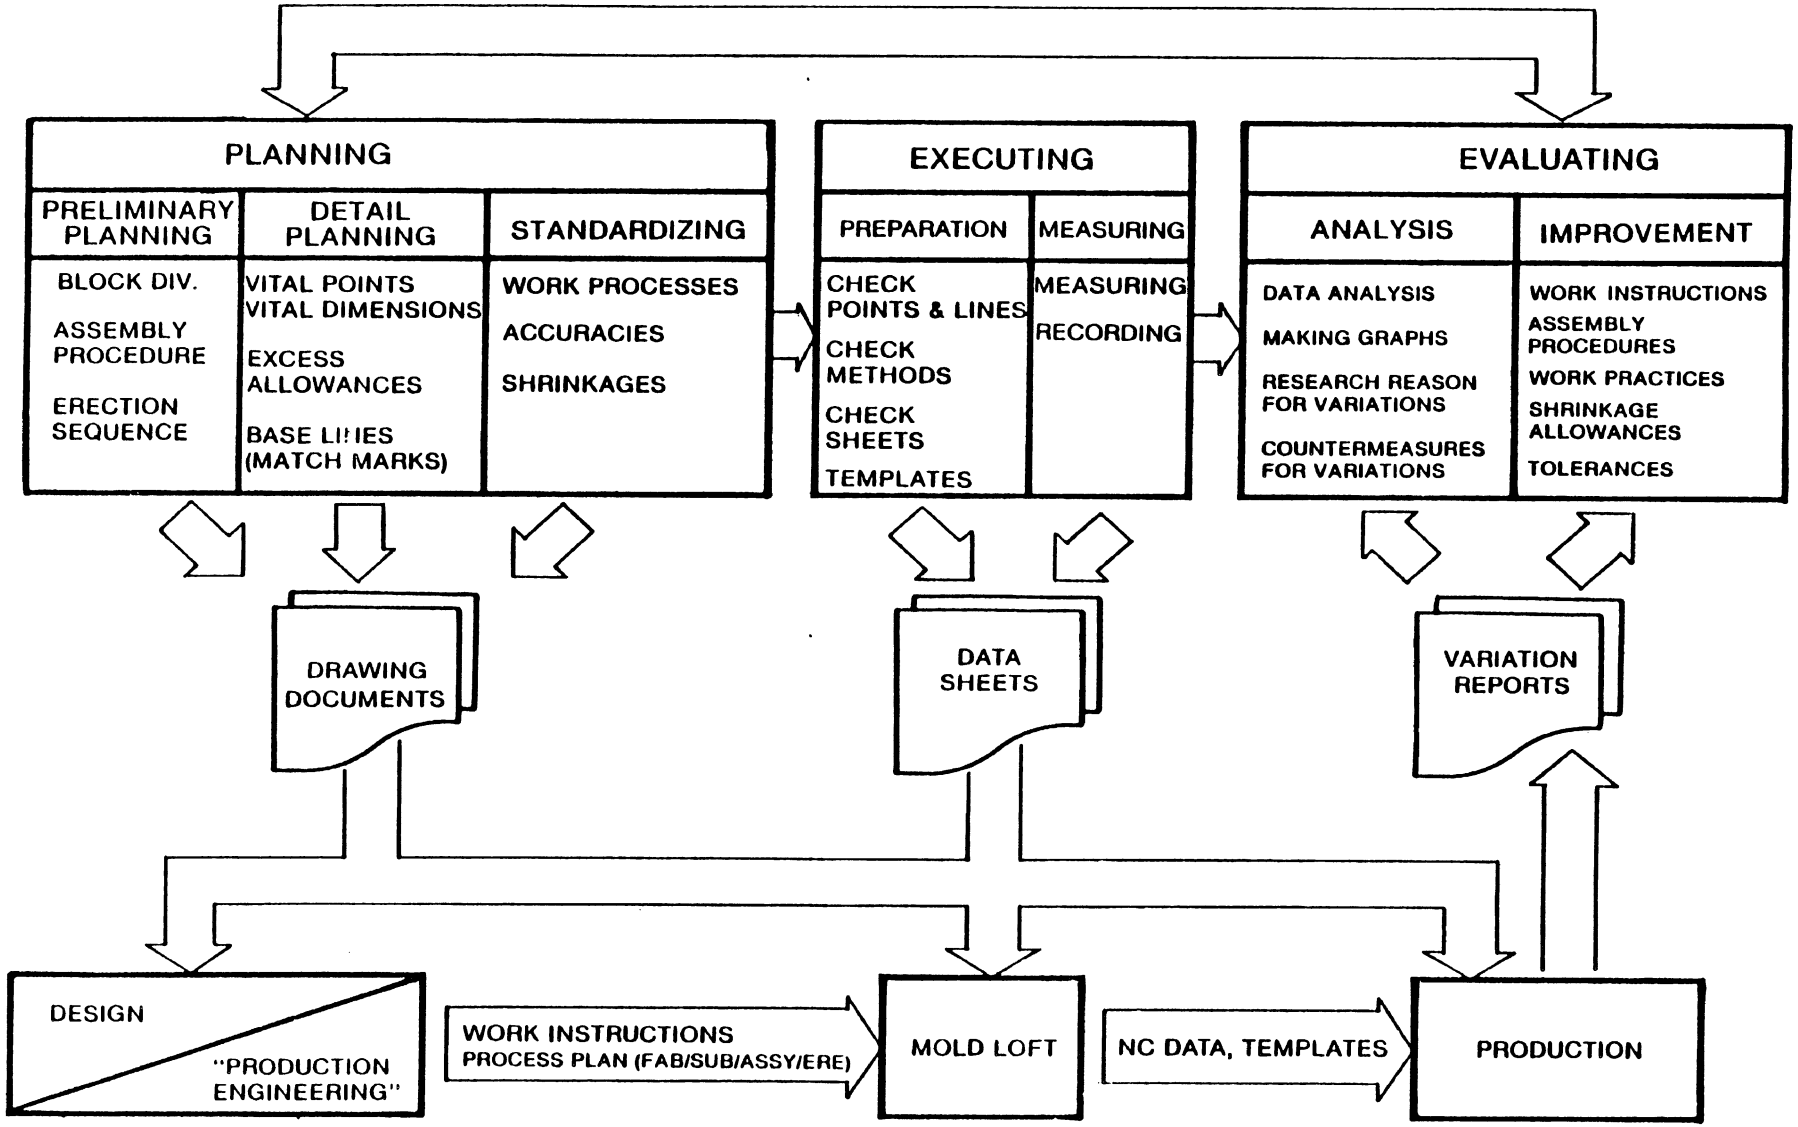 PLANNING
PRELIMINARY
PLANNING
BLOCK DIV.
ASSEMBLY
PROCEDURE
ERECTION
SEQUENCE
DETAIL
PLANNING
VITAL POINTS
VITAL DIMENSIONS
EXCESS
ALLOWANCES
BASE LINES
(MATCH MARKS)
STANDARDIZING
WORK PROCESSES
ACCURACIES
SHRINKAGES
EXECUTING
PREPARATION
CHECK
POINTS & LINES
CHECK
METHODS
CHECK
SHEETS
TEMPLATES
MEASURING
MEASURING
RECORDING
EVALUATING
ANALYSIS
DATA ANALYSIS
MAKING GRAPHS
RESEARCH REASON
FOR VARIATIONS
COUNTERMEASURES
FOR VARIATIONS
IMPROVEMENT
WORK INSTRUCTIONS
ASSEMBLY
PROCEDURES
WORK PRACTICES
SHRINKAGE
ALLOWANCES
TOLERANCES
DRAWING
DOCUMENTS
DATA
SHEETS
VARIATION
REPORTS
DESIGN
"PRODUCTION
ENGINEERING"
WORK INSTRUCTIONS
PROCESS PLAN (FAB/SUB/ASSY/ERE)
MOLD LOFT
NC DATA, TEMPLATES
PRODUCTION